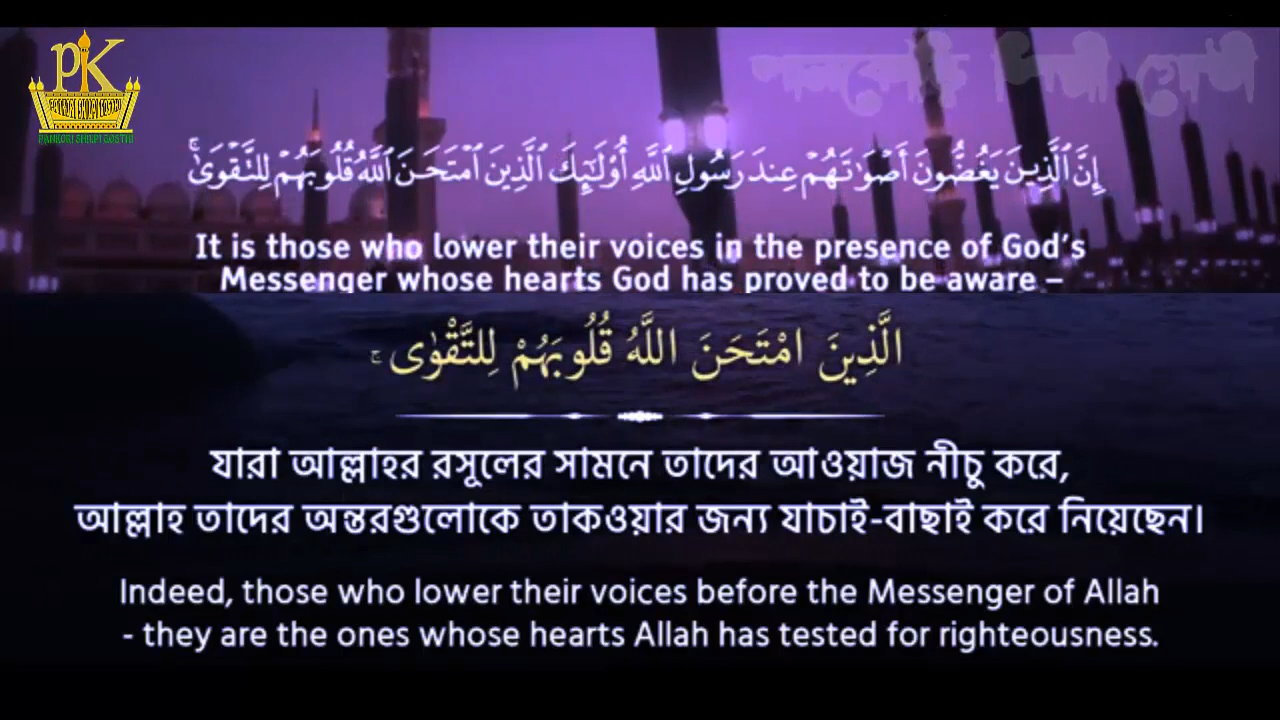 PK
PANKORI SHILPI GOSTHI
إِنَّ ٱلَّذِينَ يَغُضُّونَ أَصْوَٰتَهُمْ عِندَ رَسُولِ ٱللَّهِ أُو۟لَـٰٓئِكَ ٱلَّذِينَ ٱمْتَحَنَ ٱللَّهُ قُلُوبَهُمْ لِلتَّقْوَىٰ ۚ
It is those who lower their voices in the presence of God’s
Messenger whose hearts God has proved to be aware –
الَّذِينَ امْتَحَنَ اللَّهُ قُلُوبَهُمْ لِلتَّقْوٰى ۚ
যারা আল্লাহর রসূলের সামনে তাদের আওয়াজ নীচু করে,
আল্লাহ তাদের অন্তরগুলোকে তাকওয়ার জন্য যাচাই-বাছাই করে নিয়েছেন।
Indeed, those who lower their voices before the Messenger of Allah
- they are the ones whose hearts Allah has tested for righteousness.